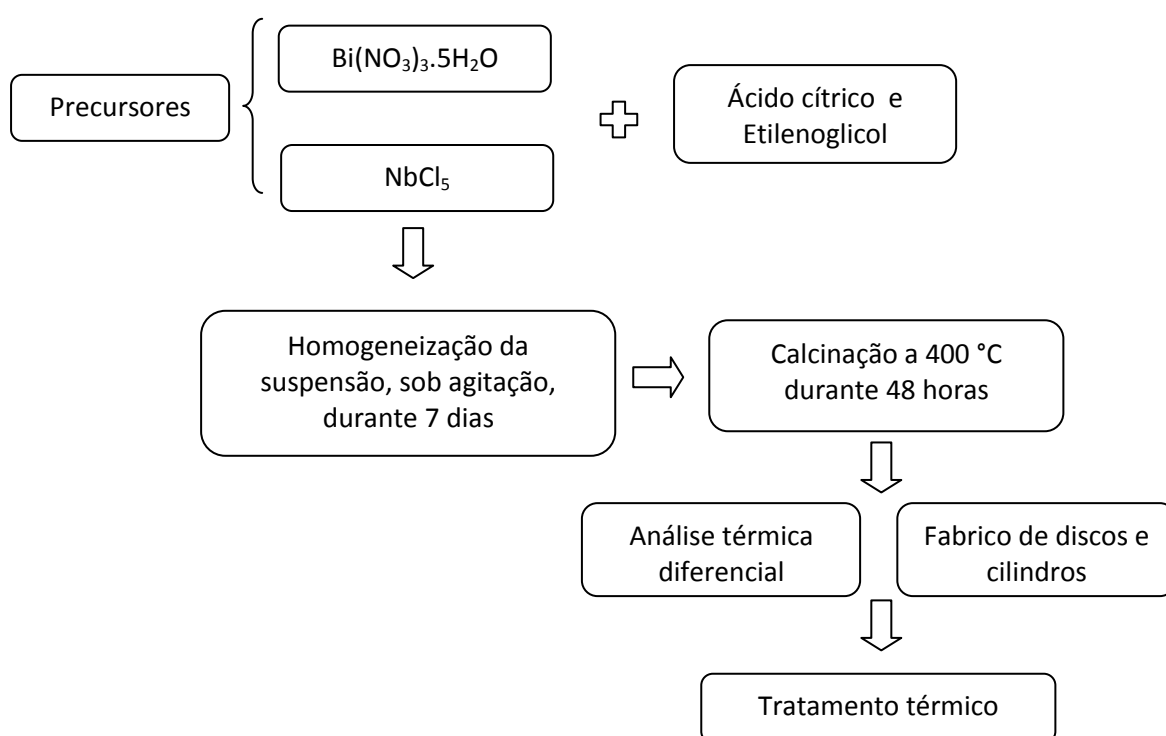 Precursores
Bi(NO₃)₃.5H₂O
NbCl₅
Ácido cítrico e
Etilenoglicol
Homogeneização da
suspensão, sob agitação,
durante 7 dias
Calcinação a 400 °C
durante 48 horas
Análise térmica
diferencial
Fabrico de discos e
cilindros
Tratamento térmico